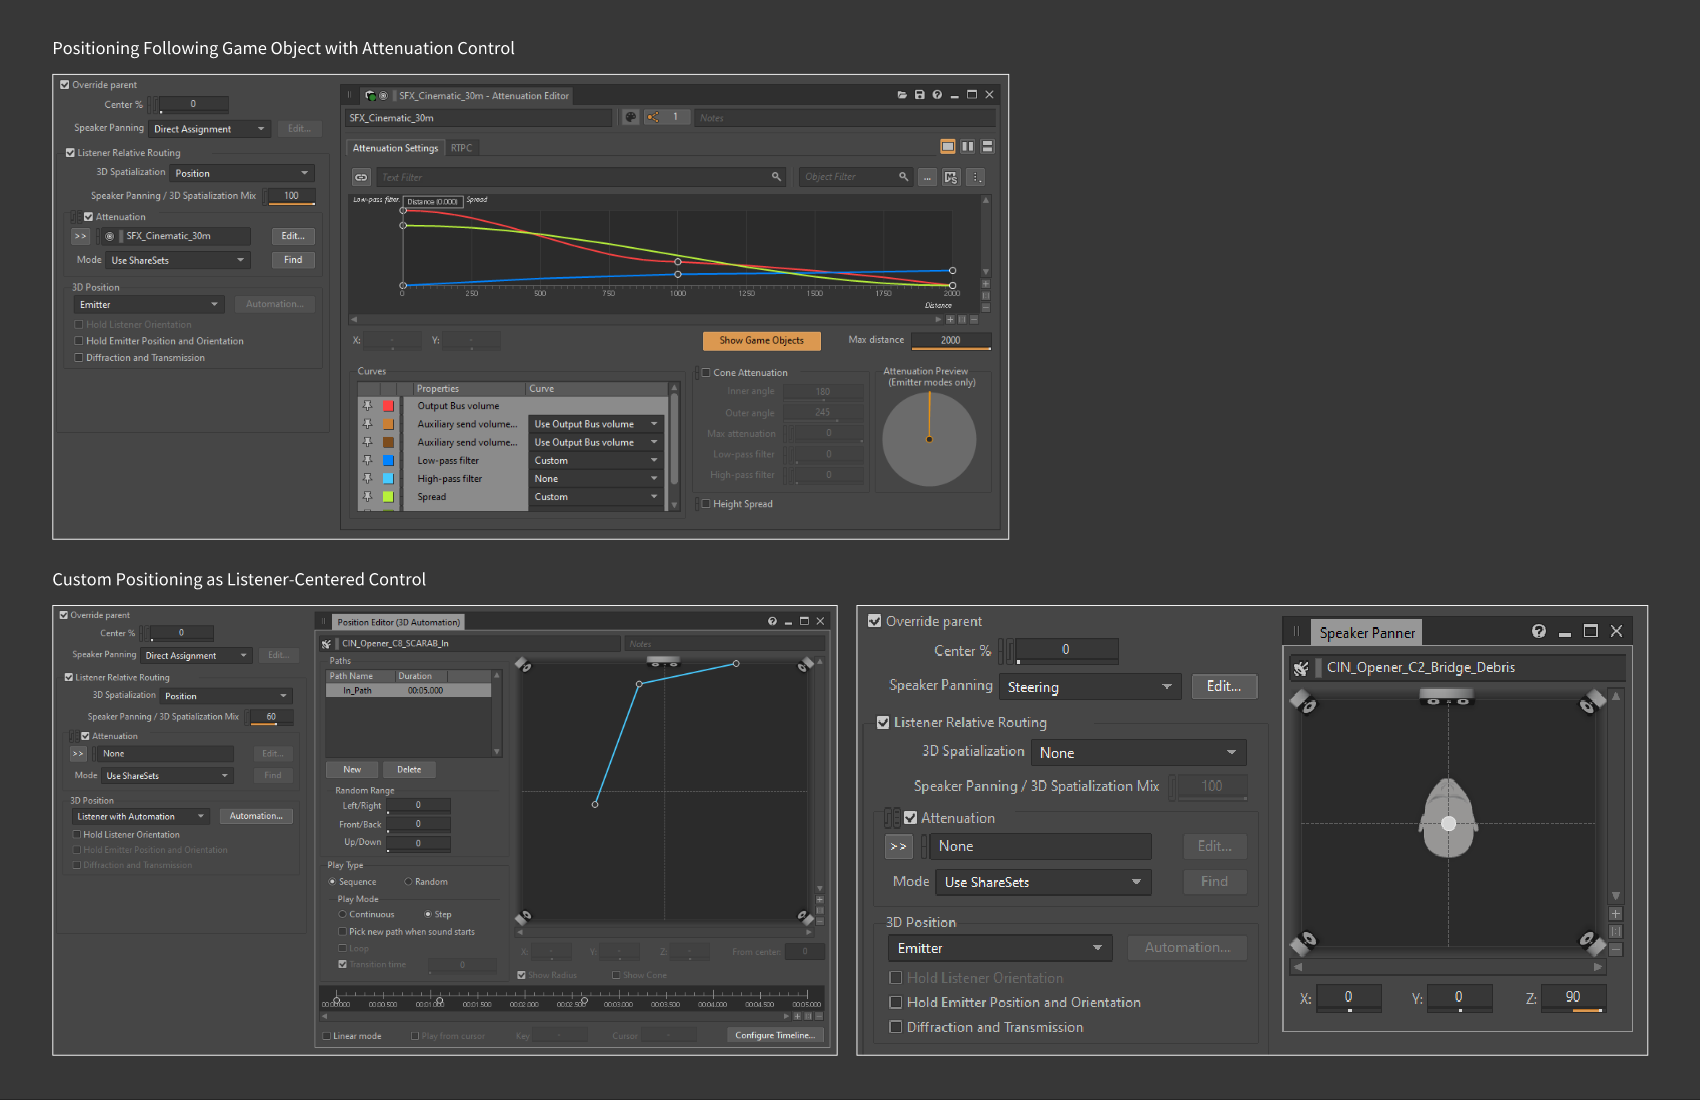 Positioning Following Game Object with Attenuation Control
Override parent
Center % 0
Speaker Panning Direct Assignment Edit...
Listener Relative Routing
3D Spatialization Position
Speaker Panning / 3D Spatialization Mix 100
Attenuation
>> SFX_Cinematic_30m Edit...
Mode Use ShareSets Find
3D Position
Emitter Automation...
Hold Listener Orientation
Hold Emitter Position and Orientation
Diffraction and Transmission
SFX_Cinematic_30m - Attenuation Editor
SFX_Cinematic_30m 1 Notes
Attenuation Settings RTPC
Text Filter Object Filter ...
Low-pass filter, Distance (0.000) Spread
0 250 500 750 1000 1250 1500 1750 2000
Distance
X: - Y: - Show Game Objects Max distance 2000
Curves
Properties Curve
Output Bus volume
Auxiliary send volume... Use Output Bus volume
Auxiliary send volume... Use Output Bus volume
Low-pass filter Custom
High-pass filter None
Spread Custom
Cone Attenuation
Inner angle 180
Outer angle 245
Max attenuation 0
Low-pass filter 0
High-pass filter 0
Height Spread
Attenuation Preview
(Emitter modes only)
Custom Positioning as Listener-Centered Control
Override parent
Center % 0
Speaker Panning Direct Assignment Edit...
Listener Relative Routing
3D Spatialization Position
Speaker Panning / 3D Spatialization Mix 60
Attenuation
>> None Edit...
Mode Use ShareSets Find
3D Position
Listener with Automation Automation...
Hold Listener Orientation
Hold Emitter Position and Orientation
Diffraction and Transmission
Position Editor (3D Automation)
CIN_Opener_C8_SCARAB_In Notes
Paths
Path Name Duration
In_Path 00:05.000
New Delete
Random Range
Left/Right 0
Front/Back 0
Up/Down 0
Play Type
Sequence Random
Play Mode
Continuous Step
Pick new path when sound starts
Loop
Transition time 0
X: - Y: - Z: - From center: 0
Show Radius Show Cone
00:00.000 00:00.500 00:01.000 00:01.500 00:02.000 00:02.500 00:03.000 00:03.500 00:04.000 00:04.500 00:05.000
Linear mode Play from cursor Key - Cursor - Configure Timeline...
Override parent
Center % 0
Speaker Panning Steering Edit...
Listener Relative Routing
3D Spatialization None
Speaker Panning / 3D Spatialization Mix 100
Attenuation
>> None Edit...
Mode Use ShareSets Find
3D Position
Emitter Automation...
Hold Listener Orientation
Hold Emitter Position and Orientation
Diffraction and Transmission
Speaker Panner
CIN_Opener_C2_Bridge_Debris
X: 0 Y: 0 Z: 90